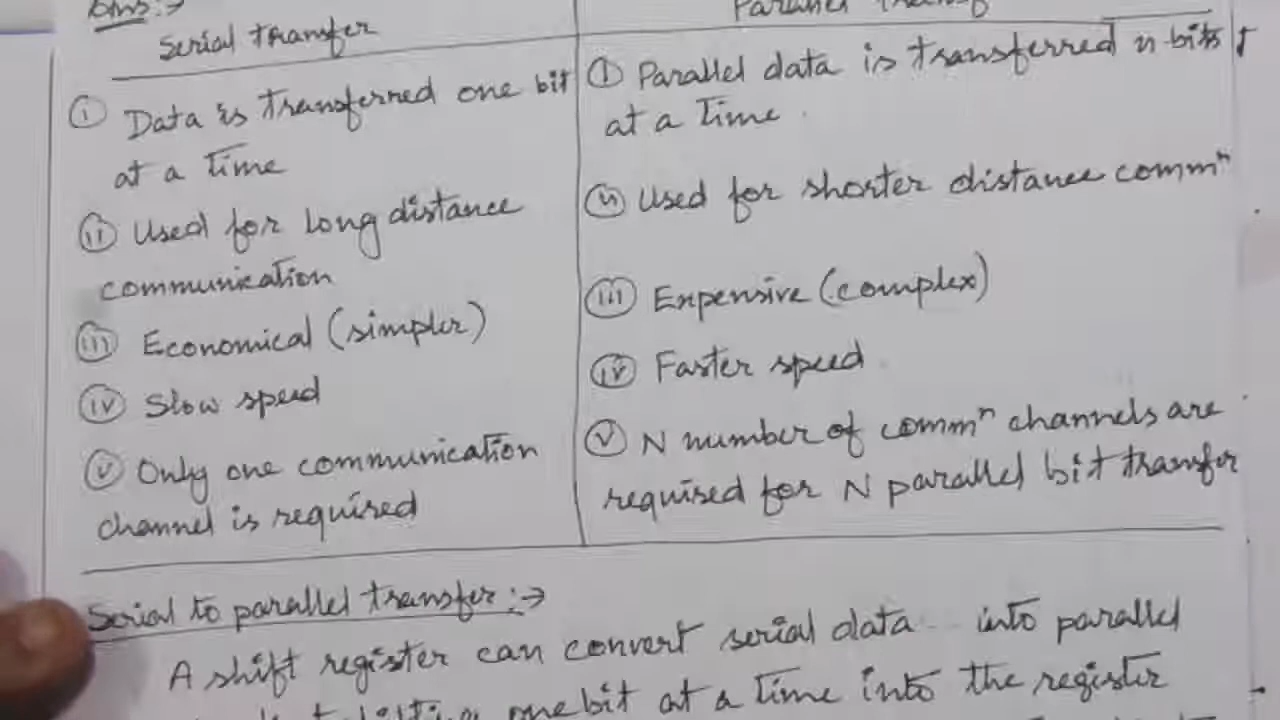 Ans:→
Serial transfer
① Data is transferred one bit
at a time
ⅱ Used for long distance
communication
ⅲ Economical (simpler)
ⅳ Slow speed
ⅴ Only one communication
channel is required
Parallel
① Parallel data is transferred n-bits
at a time.
ⅱ Used for shorter distance commⁿ
ⅲ Expensive (complex)
ⅳ Faster speed
ⅴ N number of commⁿ channels are
required for N parallel bit transfer
Serial to parallel transfer :→
A shift register can convert serial data into parallel
one bit at a time into the register